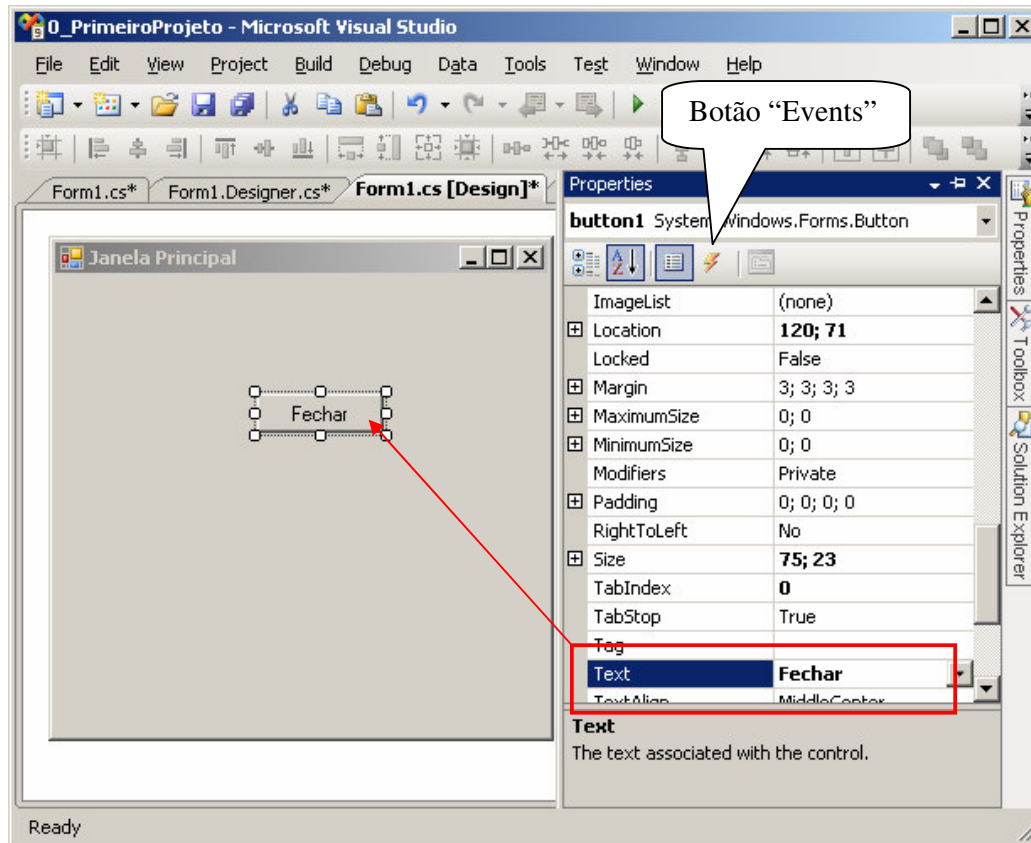 0_PrimeiroProjeto - Microsoft Visual Studio
File Edit View Project Build Debug Data Tools Test Window Help
Botão “Events”
Form1.cs* Form1.Designer.cs* Form1.cs [Design]*
Properties
button1 System.Windows.Forms.Button
Janela Principal
Fechar
ImageList (none)
Location 120; 71
Locked False
Margin 3; 3; 3; 3
MaximumSize 0; 0
MinimumSize 0; 0
Modifiers Private
Padding 0; 0; 0; 0
RightToLeft No
Size 75; 23
TabIndex 0
TabStop True
Tag
Text Fechar
TextAlign MiddleCenter
Text
The text associated with the control.
Properties
Toolbox
Solution Explorer
Ready